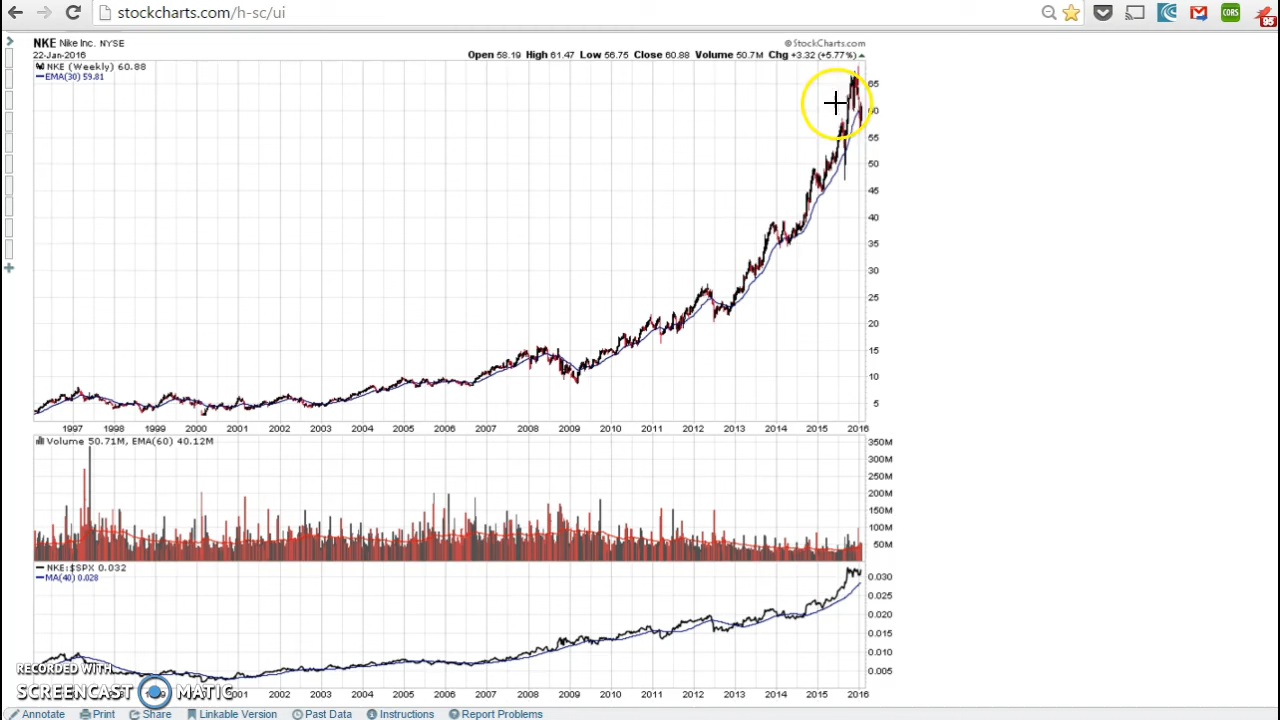 stockcharts.com/h-sc/ui
CORS
95
NKE Nike Inc. NYSE
© StockCharts.com
22-Jan-2016
Open 58.19 High 61.47 Low 56.75 Close 60.88 Volume 50.7M Chg +3.32 (+5.77%)
NKE (Weekly) 60.88
EMA(30) 59.81
65
60
55
50
45
40
35
30
25
20
15
10
5
1997 1998 1999 2000 2001 2002 2003 2004 2005 2006 2007 2008 2009 2010 2011 2012 2013 2014 2015 2016
Volume 50.71M, EMA(60) 40.12M
350M
300M
250M
200M
150M
100M
50M
NKE:$SPX 0.032
MA(40) 0.028
0.030
0.025
0.020
0.015
0.010
0.005
RECORDED WITH
SCREENCAST MATIC
2001 2002 2003 2004 2005 2006 2007 2008 2009 2010 2011 2012 2013 2014 2015 2016
Annotate Print Share Linkable Version Past Data Instructions Report Problems